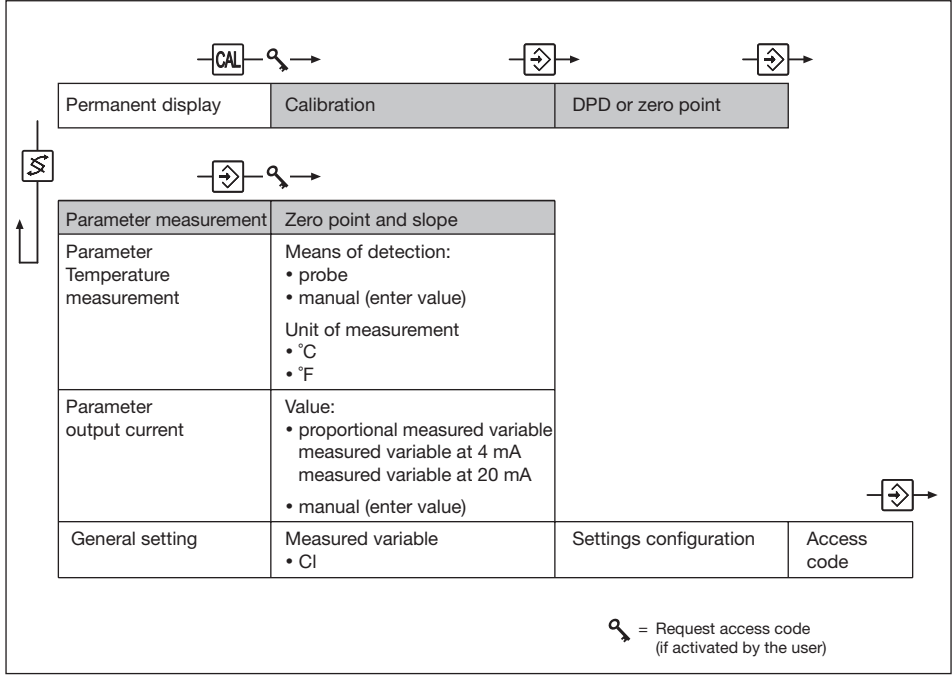 CAL
Permanent display
Calibration
DPD or zero point
Parameter measurement
Zero point and slope
Parameter
Temperature
measurement
Means of detection:
• probe
• manual (enter value)
Unit of measurement
• °C
• °F
Parameter
output current
Value:
• proportional measured variable
measured variable at 4 mA
measured variable at 20 mA
• manual (enter value)
General setting
Measured variable
• Cl
Settings configuration
Access
code
= Request access code
(if activated by the user)